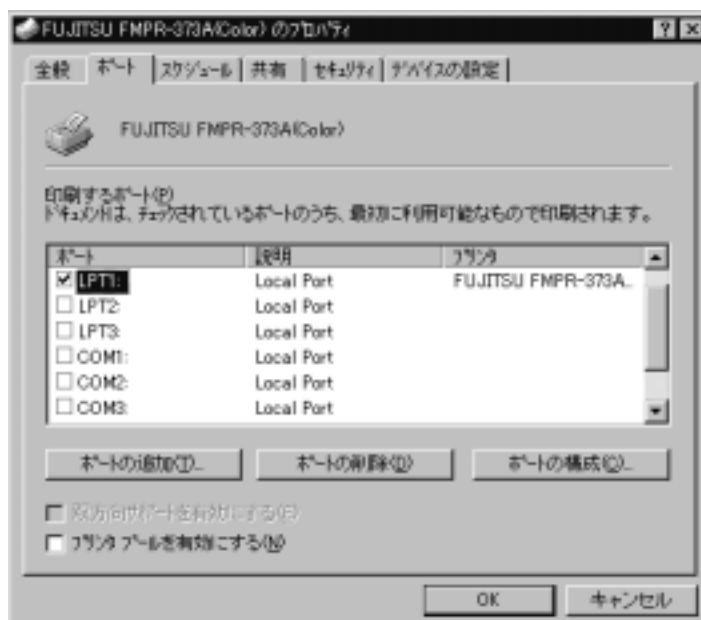 FUJITSU FMPR-373A(Color) のプロパティ
全般 ポート スケジュール 共有 セキュリティ デバイスの設定
FUJITSU FMPR-373A(Color)
印刷するポート(P)
ドキュメントは、チェックされているポートのうち、最初に利用可能なもので印刷されます。
ポート 説明 プリンタ
LPT1: Local Port FUJITSU FMPR-373A...
LPT2: Local Port
LPT3: Local Port
COM1: Local Port
COM2: Local Port
COM3: Local Port
ポートの追加(T)... ポートの削除(D) ポートの構成(C)...
双方向サポートを有効にする(E)
プリンタ プールを有効にする(N)
OK キャンセル